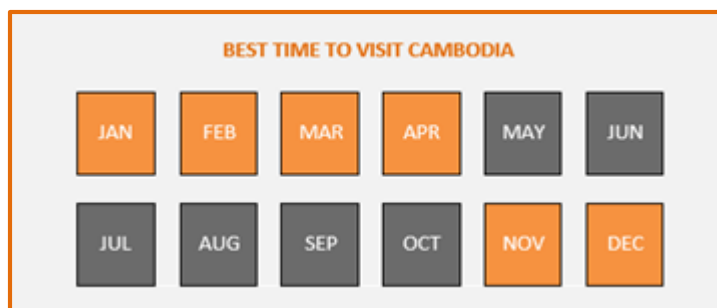 BEST TIME TO VISIT CAMBODIA
JAN FEB MAR APR MAY JUN
JUL AUG SEP OCT NOV DEC